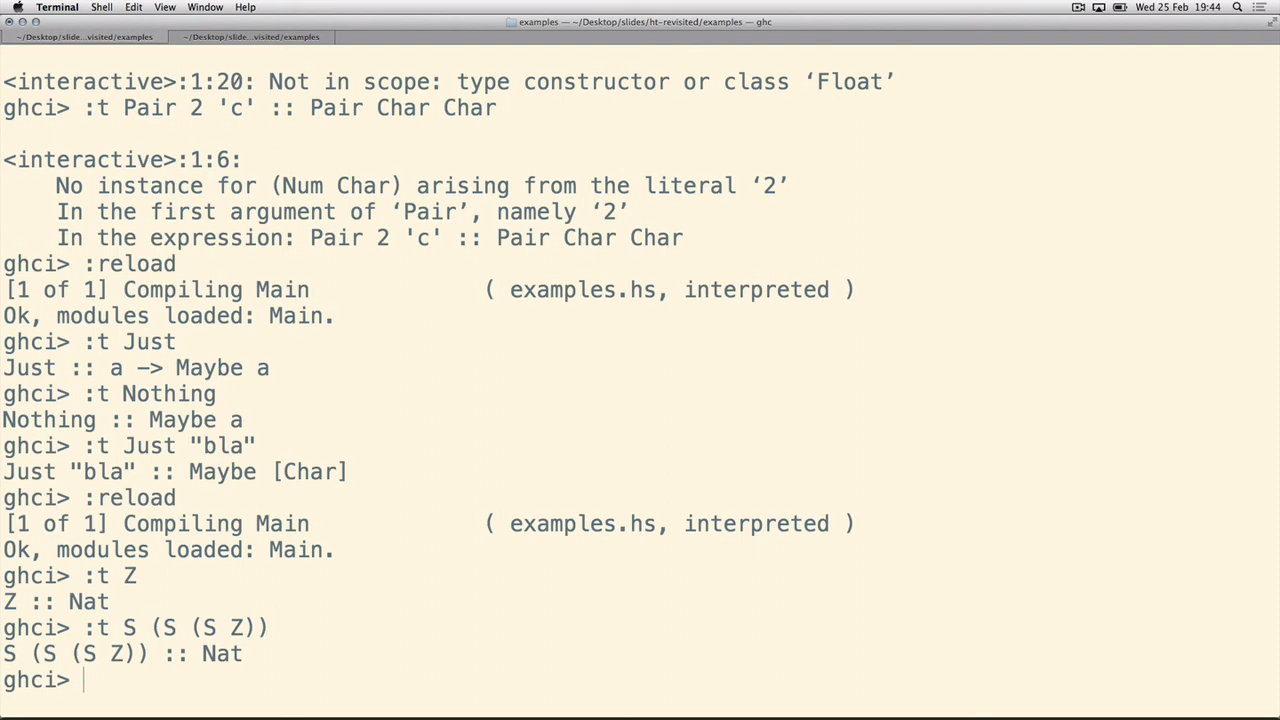 Terminal Shell Edit View Window Help Wed 25 Feb 19:44
examples — ~/Desktop/slides/ht-revisited/examples — ghc
~/Desktop/slide...visited/examples ~/Desktop/slide...visited/examples
<interactive>:1:20: Not in scope: type constructor or class ‘Float’
ghci> :t Pair 2 'c' :: Pair Char Char
<interactive>:1:6:
No instance for (Num Char) arising from the literal ‘2’
In the first argument of ‘Pair’, namely ‘2’
In the expression: Pair 2 'c' :: Pair Char Char
ghci> :reload
[1 of 1] Compiling Main ( examples.hs, interpreted )
Ok, modules loaded: Main.
ghci> :t Just
Just :: a -> Maybe a
ghci> :t Nothing
Nothing :: Maybe a
ghci> :t Just "bla"
Just "bla" :: Maybe [Char]
ghci> :reload
[1 of 1] Compiling Main ( examples.hs, interpreted )
Ok, modules loaded: Main.
ghci> :t Z
Z :: Nat
ghci> :t S (S (S Z))
S (S (S Z)) :: Nat
ghci>